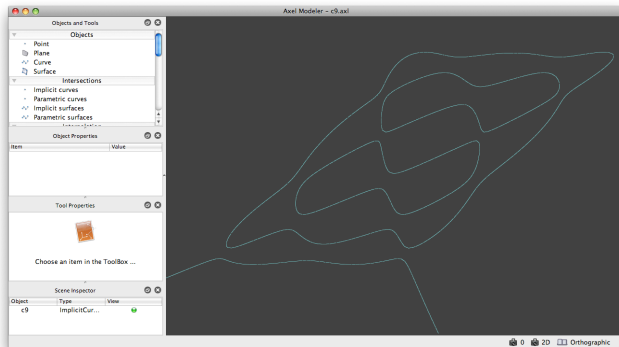 Axel Modeler - c9.axl
Objects and Tools
Objects
Point
Plane
Curve
Surface
Intersections
Implicit curves
Parametric curves
Implicit surfaces
Parametric surfaces
Object Properties
Item Value
Tool Properties
Choose an item in the ToolBox ...
Scene Inspector
Object Type View
c9 ImplicitCur...
0 2D Orthographic